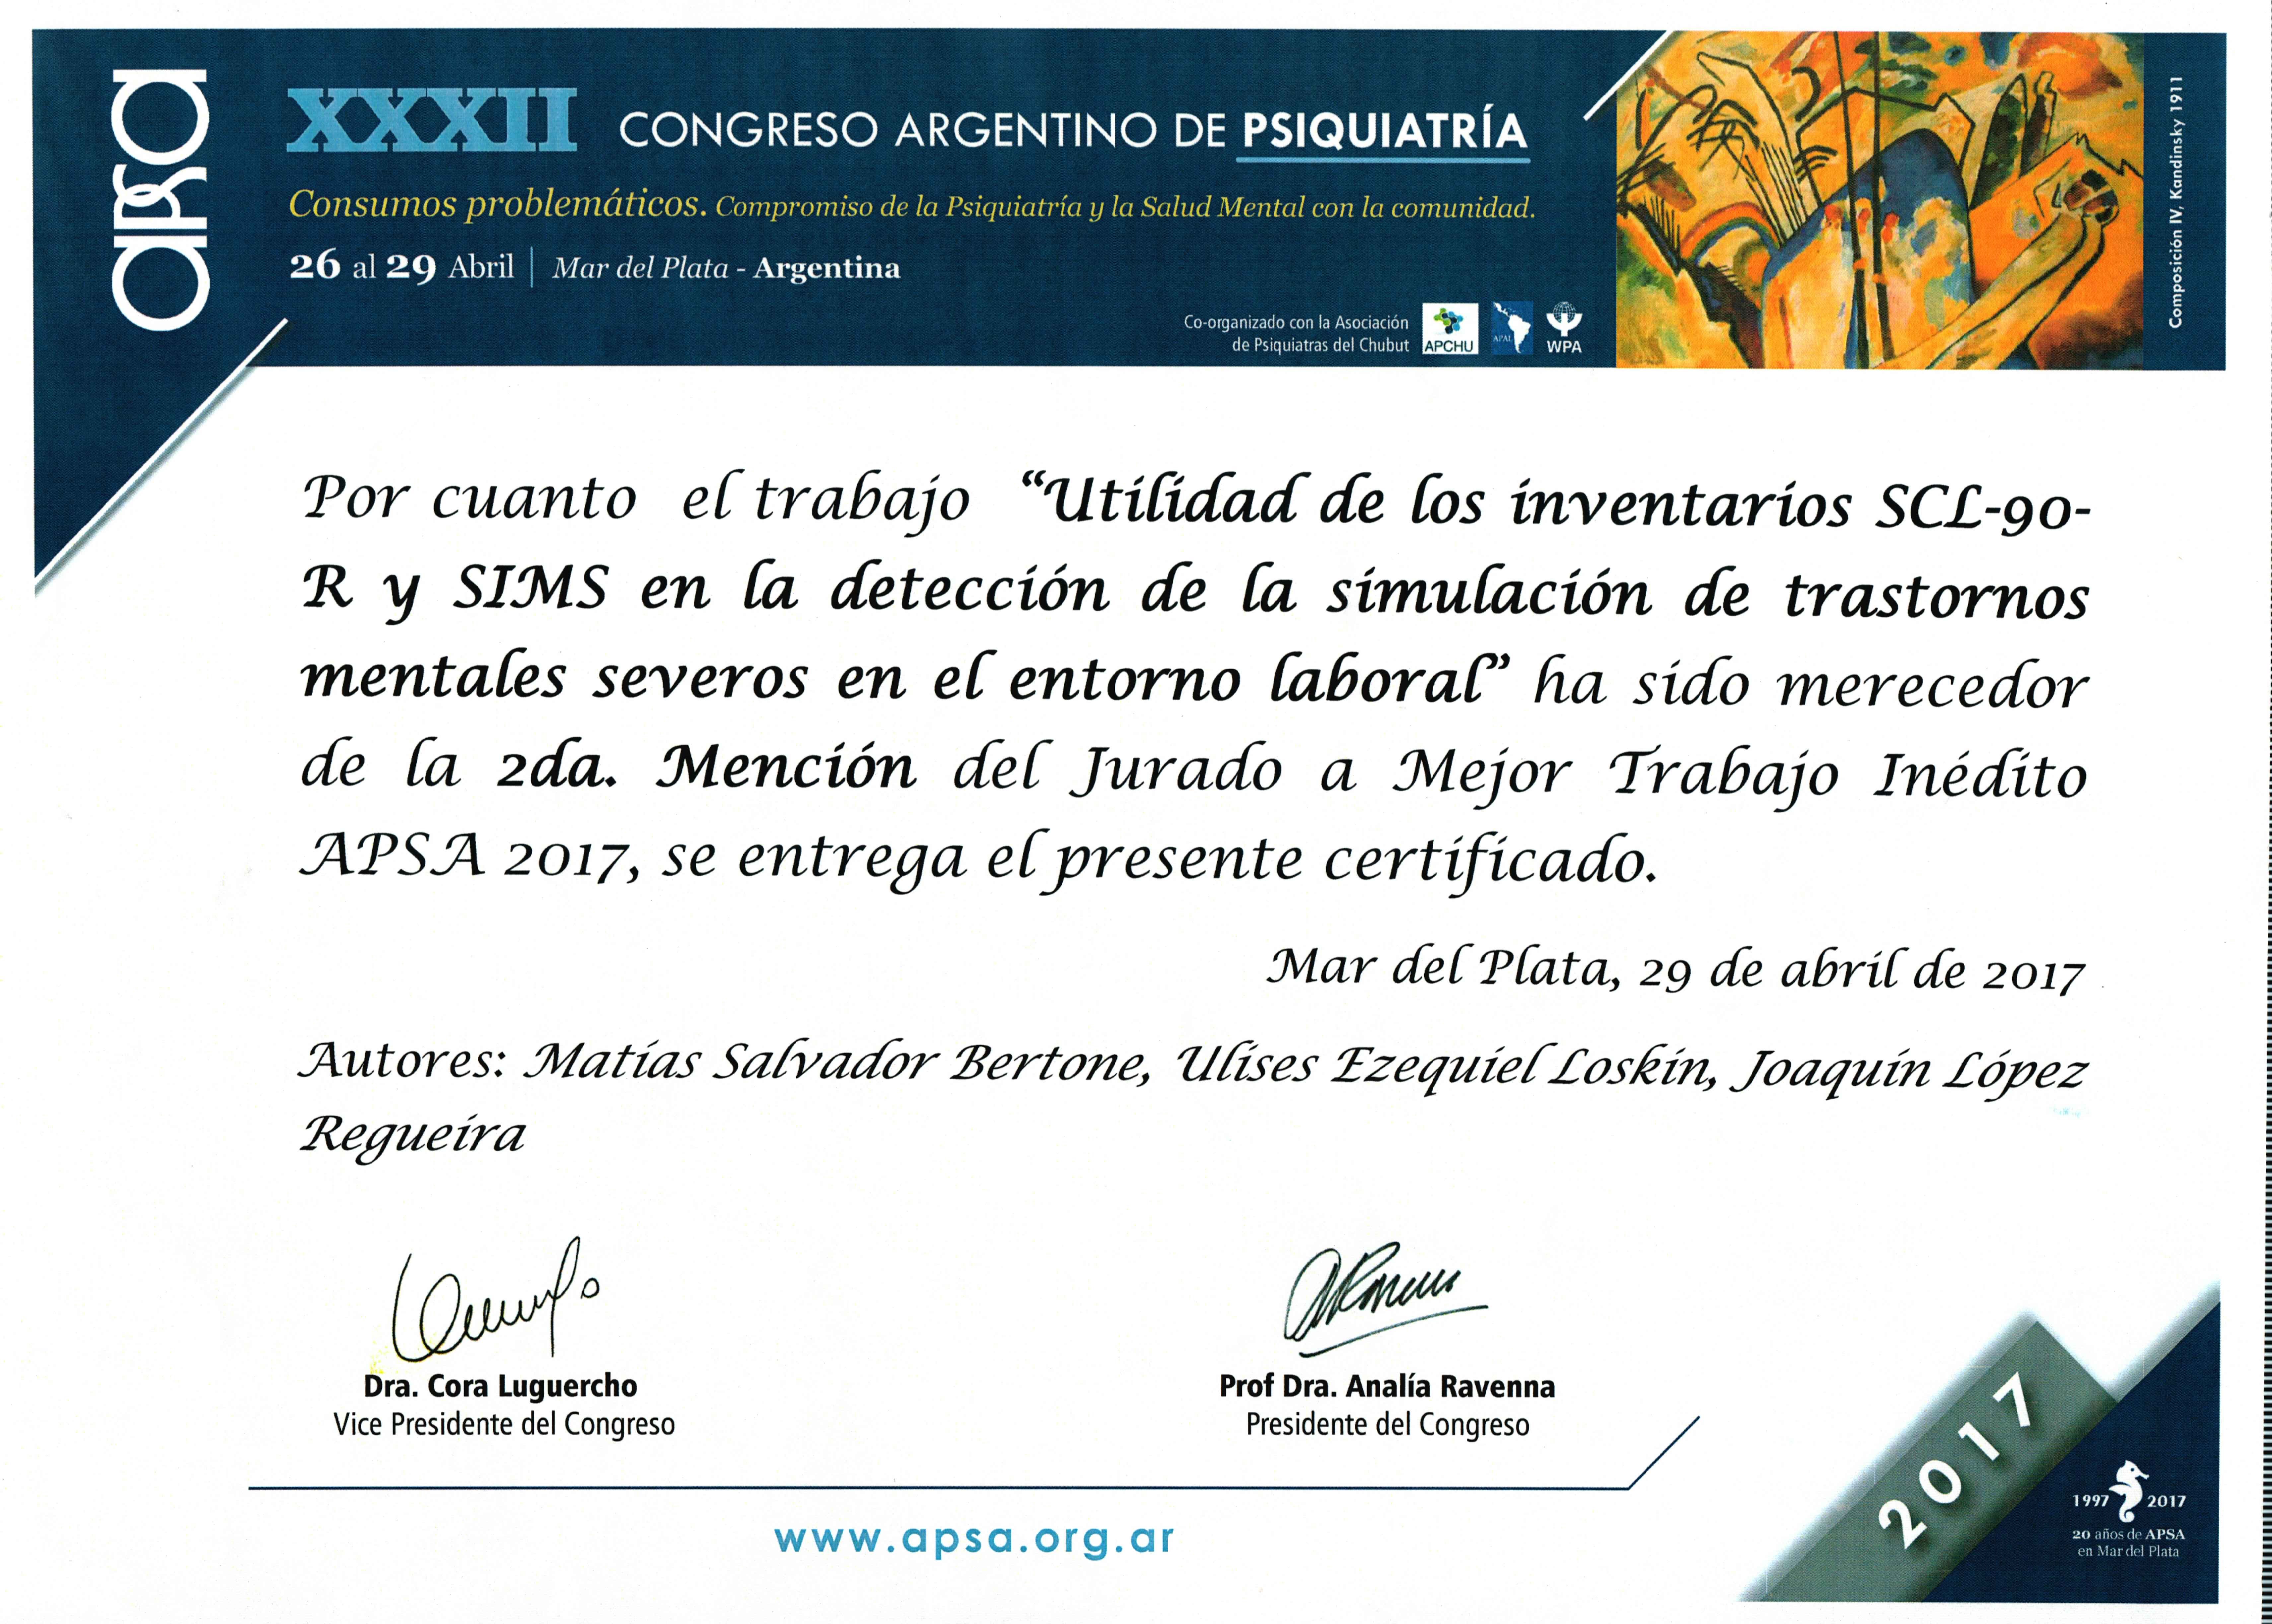 apsa
XXXII CONGRESO ARGENTINO DE PSIQUIATRÍA
Consumos problemáticos. Compromiso de la Psiquiatría y la Salud Mental con la comunidad.
26 al 29 Abril | Mar del Plata - Argentina
Co-organizado con la Asociación
de Psiquiatras del Chubut
APCHU
APAL
WPA
Composición IV, Kandinsky 1911
Por cuanto el trabajo “Utilidad de los inventarios SCL-90-
R y SIMS en la detección de la simulación de trastornos
mentales severos en el entorno laboral” ha sido merecedor
de la 2da. Mención del Jurado a Mejor Trabajo Inédito
APSA 2017, se entrega el presente certificado.
Mar del Plata, 29 de abril de 2017
Autores: Matías Salvador Bertone, Ulises Ezequiel Loskin, Joaquín López
Regueira
Dra. Cora Luguercho
Vice Presidente del Congreso
Prof Dra. Analía Ravenna
Presidente del Congreso
www.apsa.org.ar
2017
1997 2017
20 años de APSA
en Mar del Plata